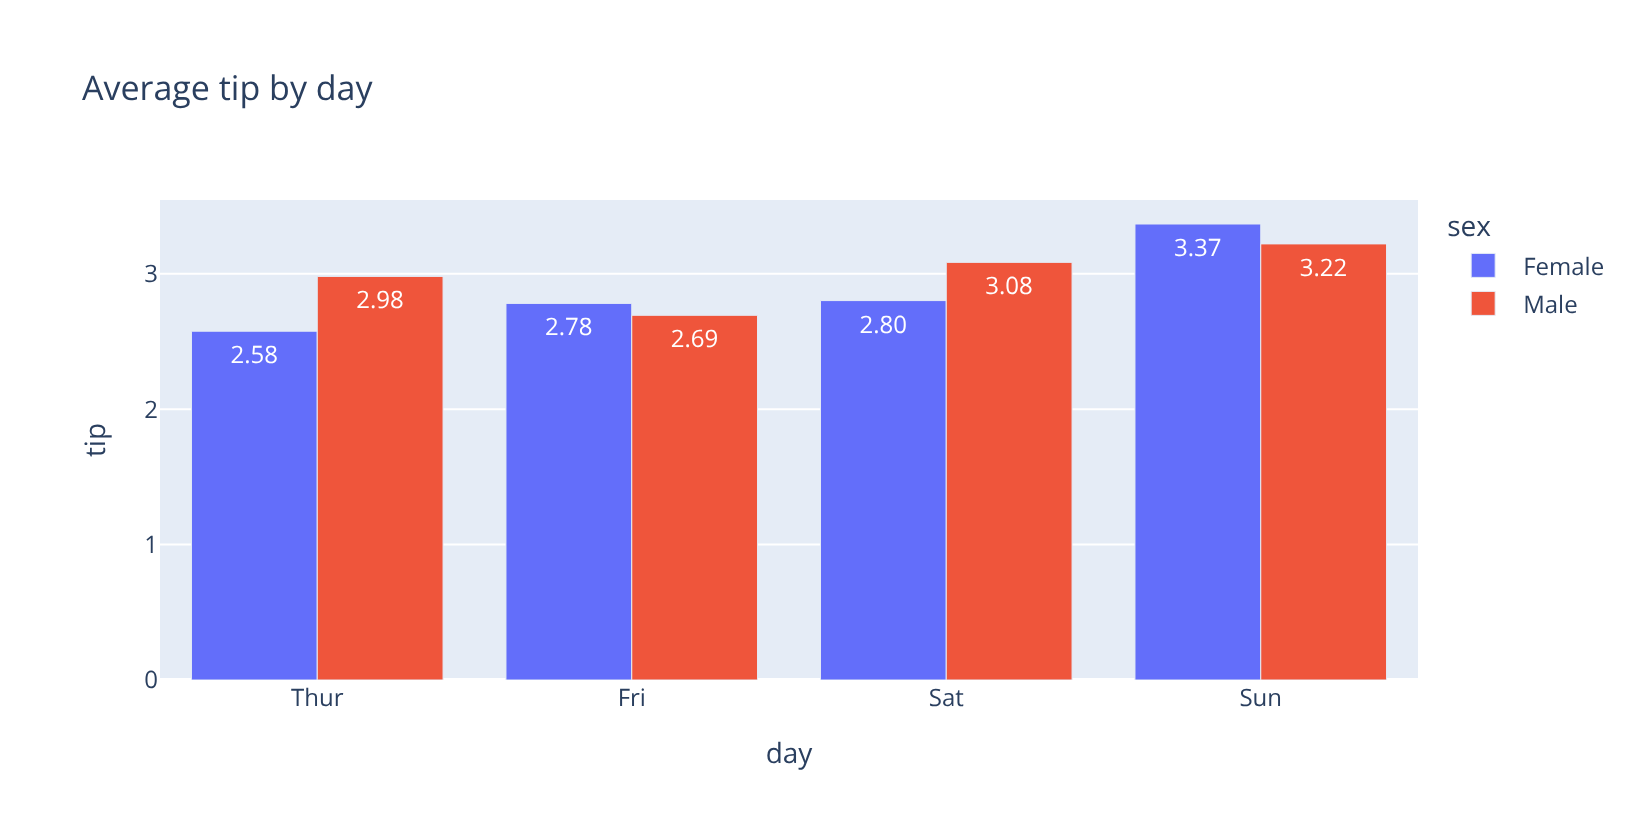 Average tip by day
sex
Female
Male
3
2
1
0
tip
2.58
2.98
2.78
2.69
2.80
3.08
3.37
3.22
Thur
Fri
Sat
Sun
day